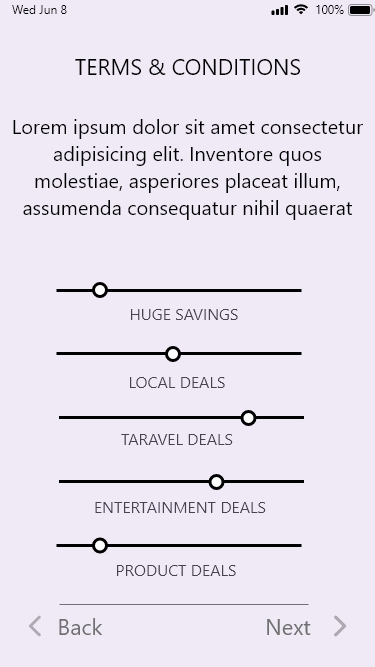 Wed Jun 8
100%
TERMS & CONDITIONS
Lorem ipsum dolor sit amet consectetur
adipisicing elit. Inventore quos
molestiae, asperiores placeat illum,
assumenda consequatur nihil quaerat
HUGE SAVINGS
LOCAL DEALS
TARAVEL DEALS
ENTERTAINMENT DEALS
PRODUCT DEALS
Back
Next